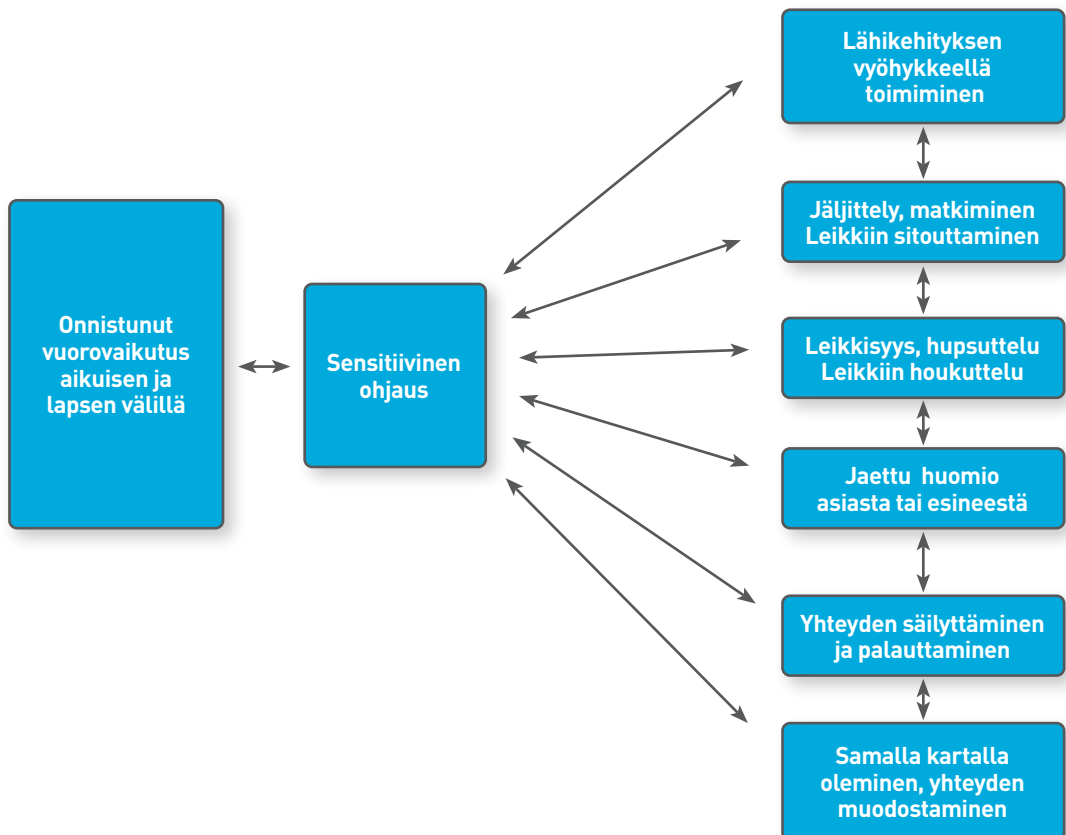 Onnistunut
vuorovaikutus
aikuisen ja
lapsen välillä
Sensitiivinen
ohjaus
Lähikehityksen
vyöhykkeellä
toimiminen
Jäljittely, matkiminen
Leikkiin sitouttaminen
Leikkisyys, hupsuttelu
Leikkiin houkuttelu
Jaettu huomio
asiasta tai esineestä
Yhteyden säilyttäminen
ja palauttaminen
Samalla kartalla
oleminen, yhteyden
muodostaminen